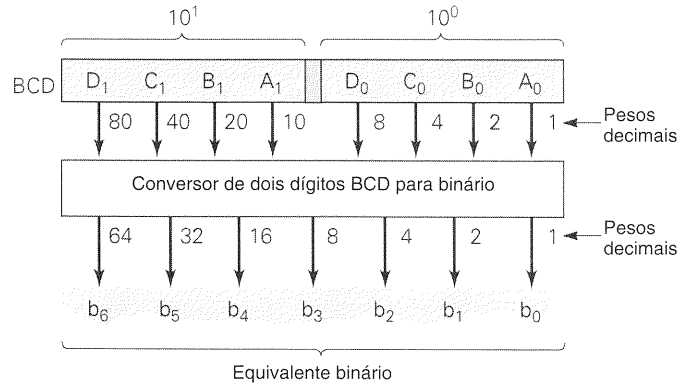 10¹ 10⁰
BCD D₁ C₁ B₁ A₁ D₀ C₀ B₀ A₀
80 40 20 10 8 4 2 1 Pesos
decimais
Conversor de dois dígitos BCD para binário
64 32 16 8 4 2 1 Pesos
decimais
b₆ b₅ b₄ b₃ b₂ b₁ b₀
Equivalente binário